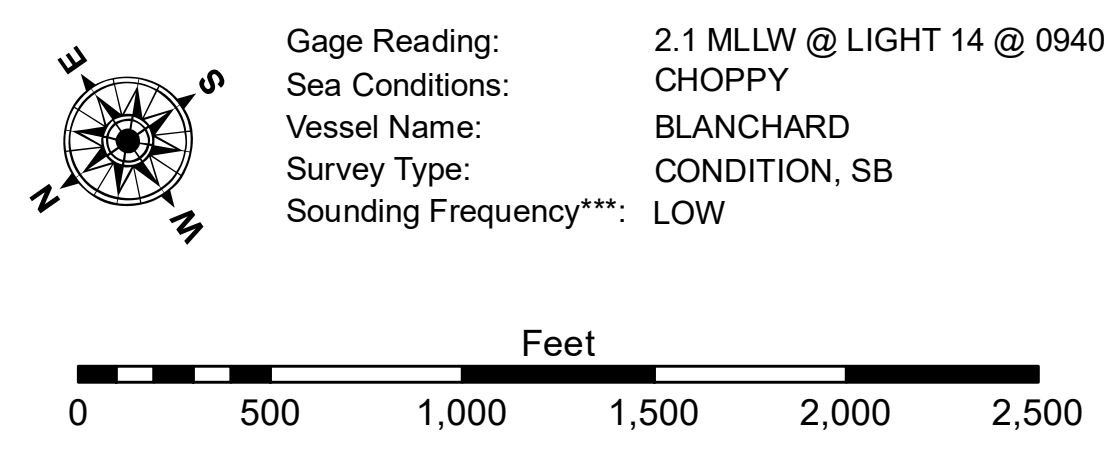 E
S
N
W
Gage Reading: 2.1 MLLW @ LIGHT 14 @ 0940
Sea Conditions: CHOPPY
Vessel Name: BLANCHARD
Survey Type: CONDITION, SB
Sounding Frequency***: LOW
Feet
0 500 1,000 1,500 2,000 2,500